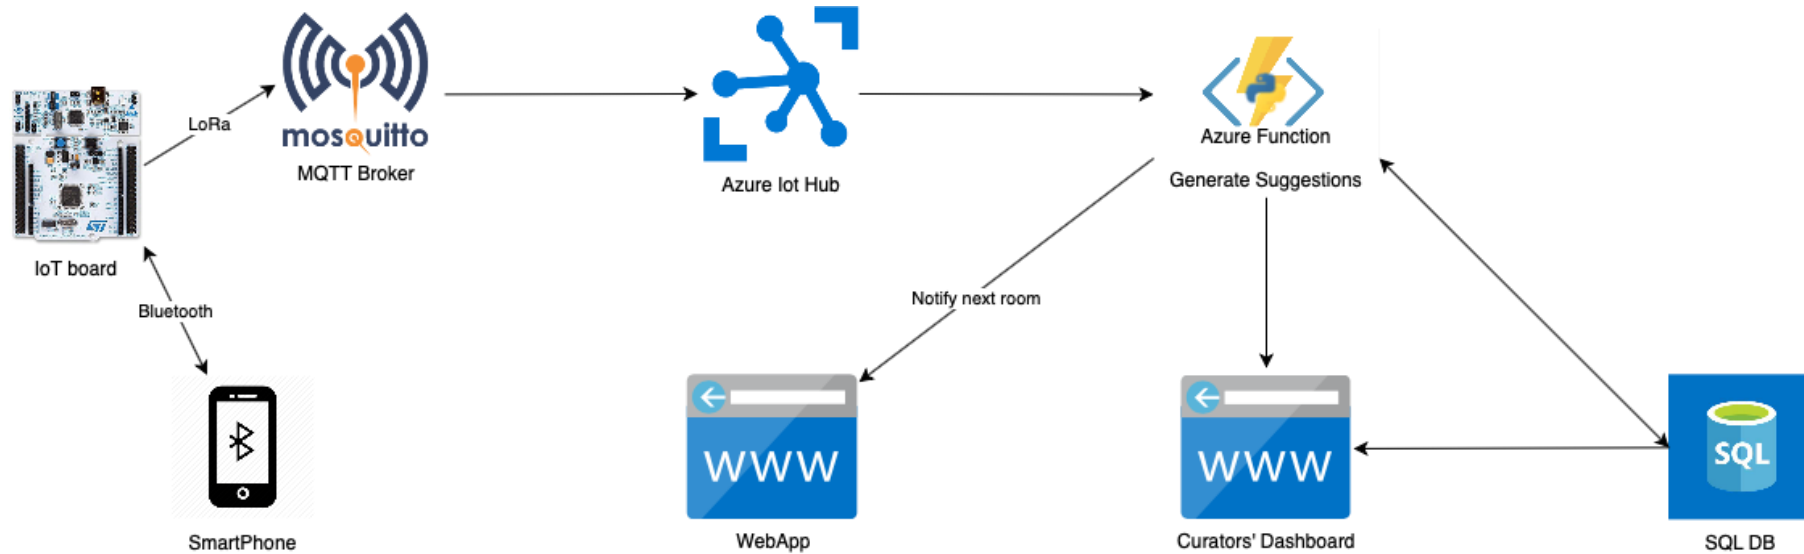 LoRa
mosquitto
MQTT Broker
IoT board
Bluetooth
SmartPhone
Azure Iot Hub
Azure Function
Generate Suggestions
Notify next room
WWW
WebApp
WWW
Curators' Dashboard
SQL
SQL DB